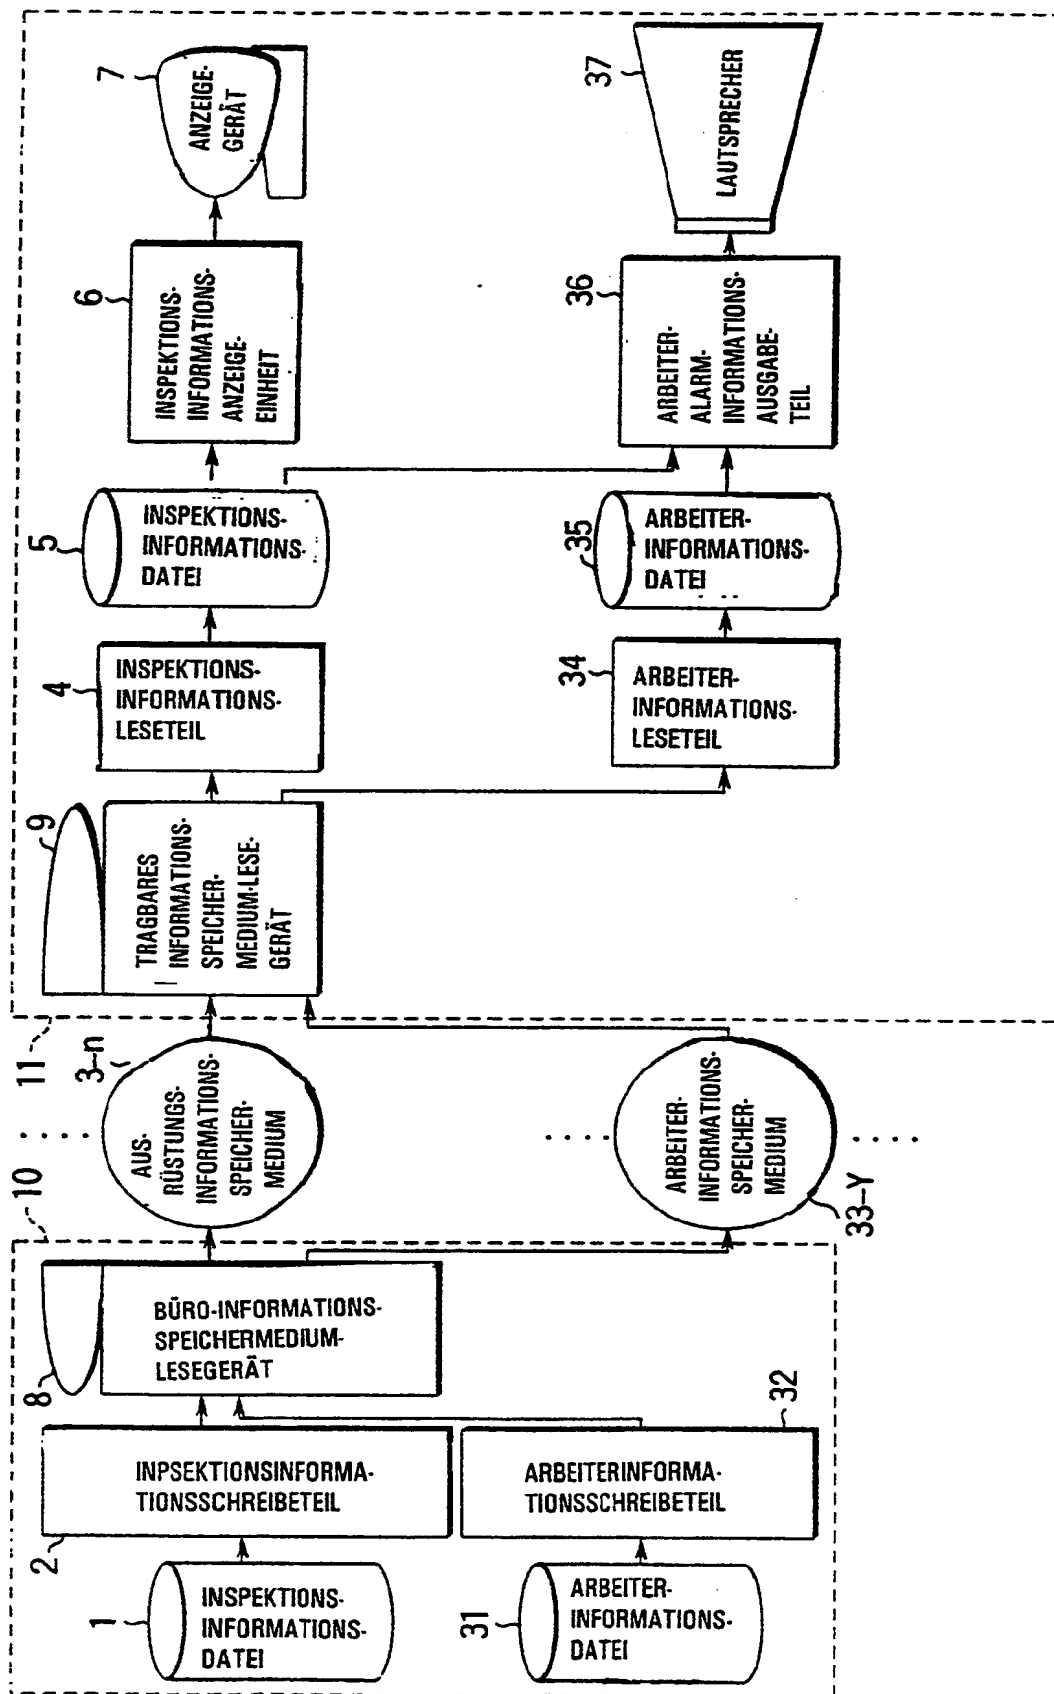 10
1
INSPEKTIONS-
INFORMATIONS-
DATEI
2
INPSEKTIONSINFORMA-
TIONSSCHREIBETEIL
8
BÜRO-INFORMATIONS-
SPEICHERMEDIUM-
LESEGERÄT
31
ARBEITER-
INFORMATIONS-
DATEI
32
ARBEITERINFORMA-
TIONSSCHREIBETEIL
3-n
AUS-
RÜSTUNGS-
INFORMATIONS-
SPEICHER-
MEDIUM
33-Y
ARBEITER-
INFORMATIONS-
SPEICHER-
MEDIUM
11
9
TRAGBARES
INFORMATIONS-
SPEICHER-
MEDIUM-LESE-
GERÄT
4
INSPEKTIONS-
INFORMATIONS-
LESETEIL
5
INSPEKTIONS-
INFORMATIONS-
DATEI
6
INSPEKTIONS-
INFORMATIONS-
ANZEIGE-
EINHEIT
7
ANZEIGE-
GERÄT
34
ARBEITER-
INFORMATIONS-
LESETEIL
35
ARBEITER-
INFORMATIONS-
DATEI
36
ARBEITER-
ALARM-
INFORMATIONS-
AUSGABE-
TEIL
37
LAUTSPRECHER